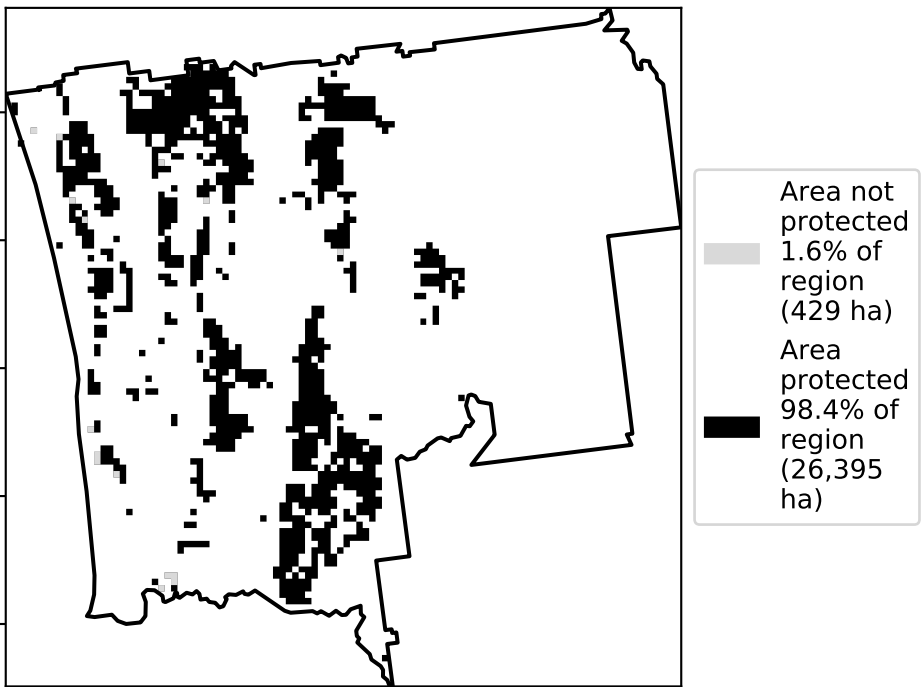 Area not
protected
1.6% of
region
(429 ha)
Area
protected
98.4% of
region
(26,395
ha)